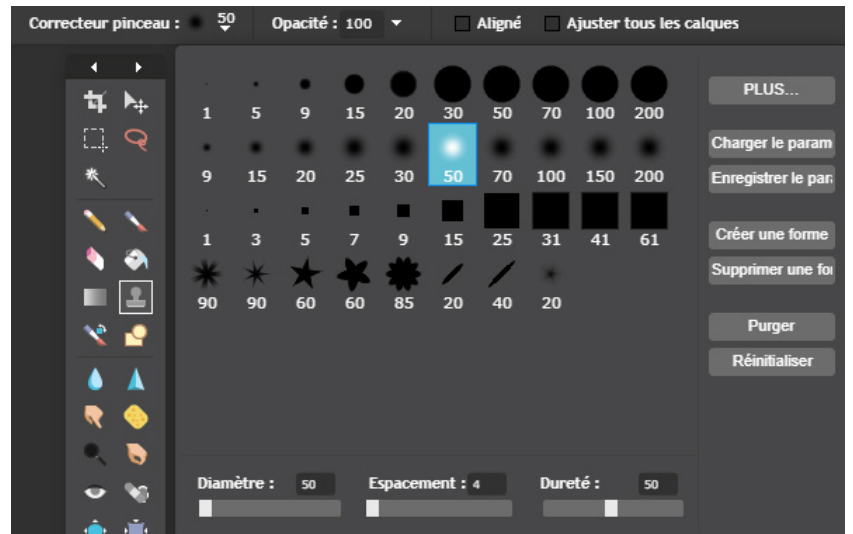 Correcteur pinceau : 50 Opacité : 100 Aligné Ajuster tous les calques
1 5 9 15 20 30 50 70 100 200
9 15 20 25 30 50 70 100 150 200
1 3 5 7 9 15 25 31 41 61
90 90 60 60 85 20 40 20
PLUS...
Charger le param
Enregistrer le par
Créer une forme
Supprimer une fo
Purger
Réinitialiser
Diamètre : 50 Espacement : 4 Dureté : 50